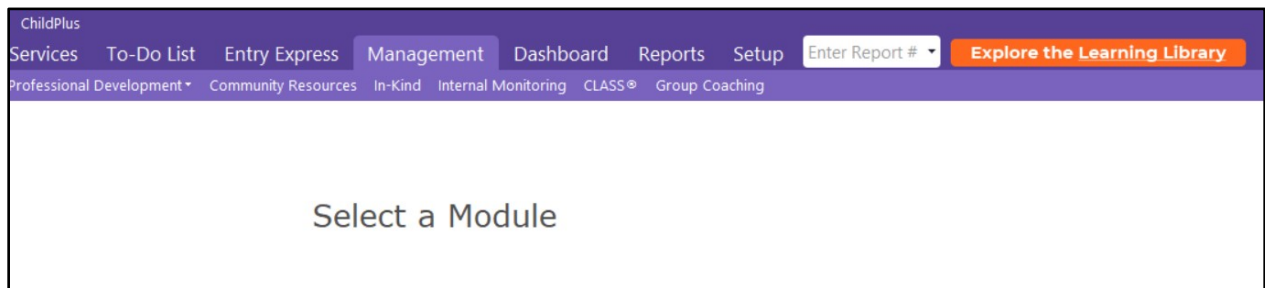 ChildPlus
Services To-Do List Entry Express Management Dashboard Reports Setup Enter Report # Explore the Learning Library
Professional Development Community Resources In-Kind Internal Monitoring CLASS® Group Coaching
Select a Module